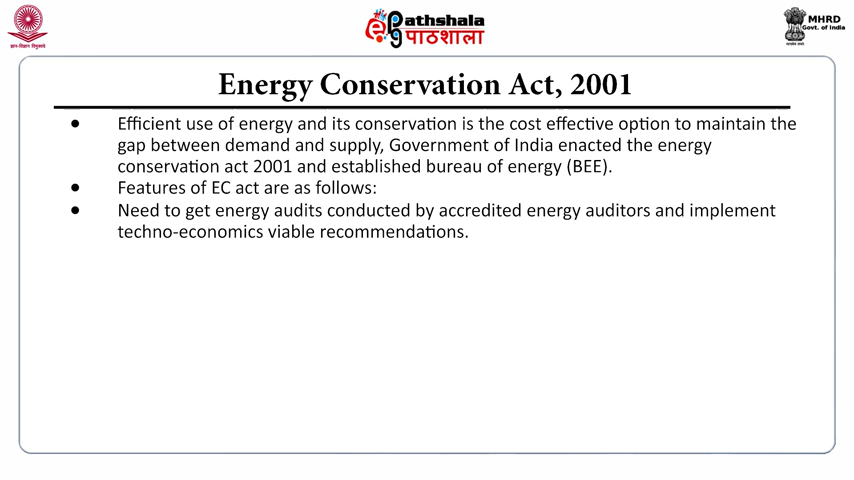 ज्ञान-विज्ञान विमुक्तये
ePathshala
पाठशाला
MHRD
Govt. of India
Energy Conservation Act, 2001
● Efficient use of energy and its conservation is the cost effective option to maintain the
gap between demand and supply, Government of India enacted the energy
conservation act 2001 and established bureau of energy (BEE).
● Features of EC act are as follows:
● Need to get energy audits conducted by accredited energy auditors and implement
techno-economics viable recommendations.